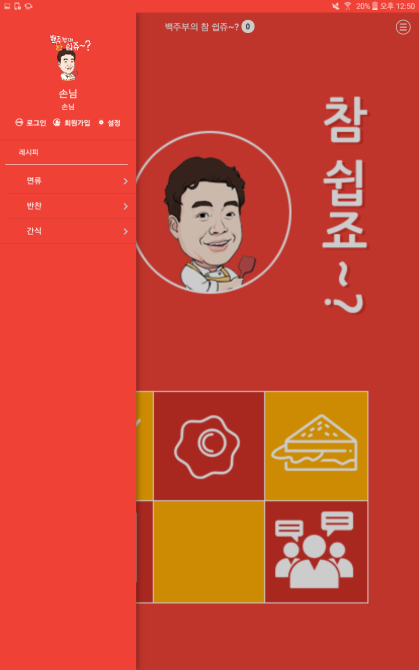 20% 오후 12:50
백주부의 참 쉽쥬~? 0
백주부의
참 쉽쥬~?
손님
손님
로그인 회원가입 설정
레시피
면류
반찬
간식
참 쉽죠~?